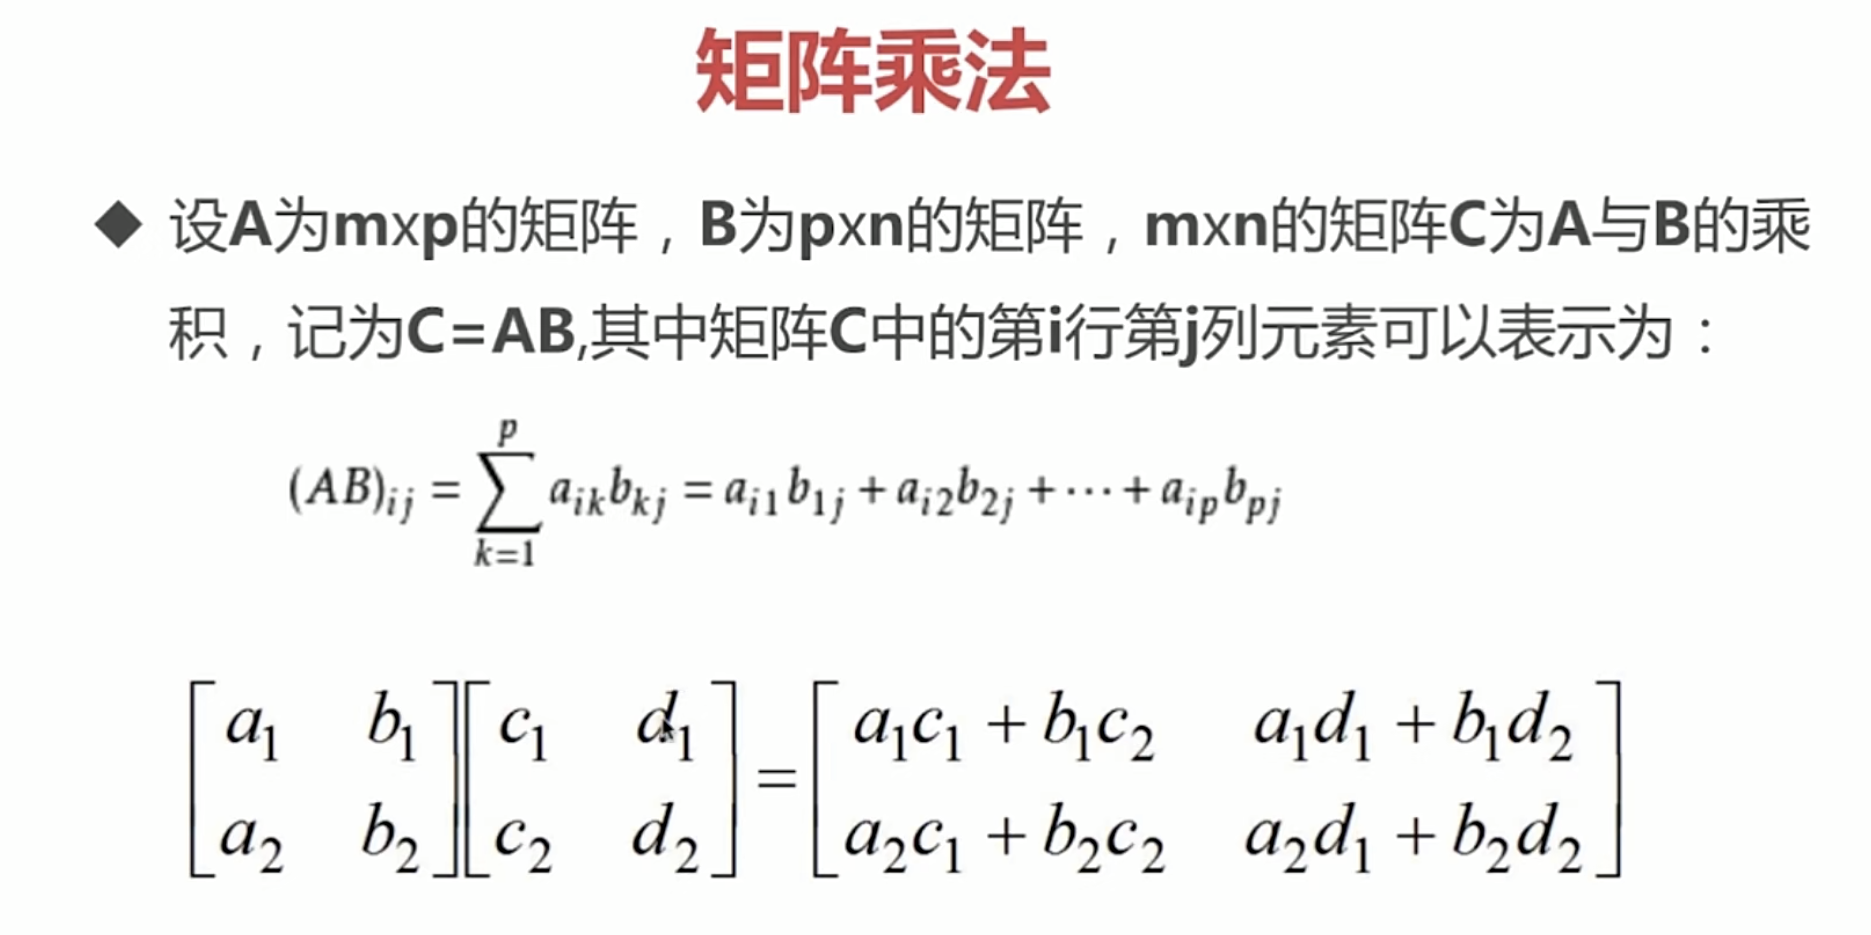 矩阵乘法
◆ 设A为mxp的矩阵，B为pxn的矩阵，mxn的矩阵C为A与B的乘
积，记为C=AB,其中矩阵C中的第i行第j列元素可以表示为：
$(AB)_{ij} = \sum_{k=1}^{p} a_{ik}b_{kj} = a_{i1}b_{1j} + a_{i2}b_{2j} + \cdots + a_{ip}b_{pj}$
$\begin{bmatrix} a_1 & b_1 \\ a_2 & b_2 \end{bmatrix} \begin{bmatrix} c_1 & d_1 \\ c_2 & d_2 \end{bmatrix} = \begin{bmatrix} a_1c_1 + b_1c_2 & a_1d_1 + b_1d_2 \\ a_2c_1 + b_2c_2 & a_2d_1 + b_2d_2 \end{bmatrix}$